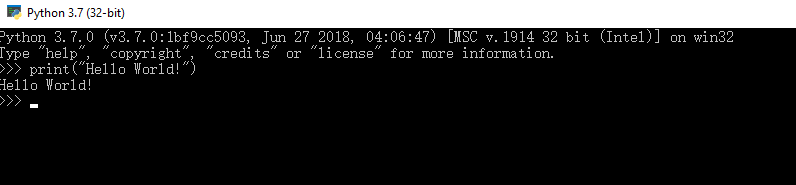 Python 3.7 (32-bit)
Python 3.7.0 (v3.7.0:1bf9cc5093, Jun 27 2018, 04:06:47) [MSC v.1914 32 bit (Intel)] on win32
Type "help", "copyright", "credits" or "license" for more information.
>>> print("Hello World!")
Hello World!
>>>